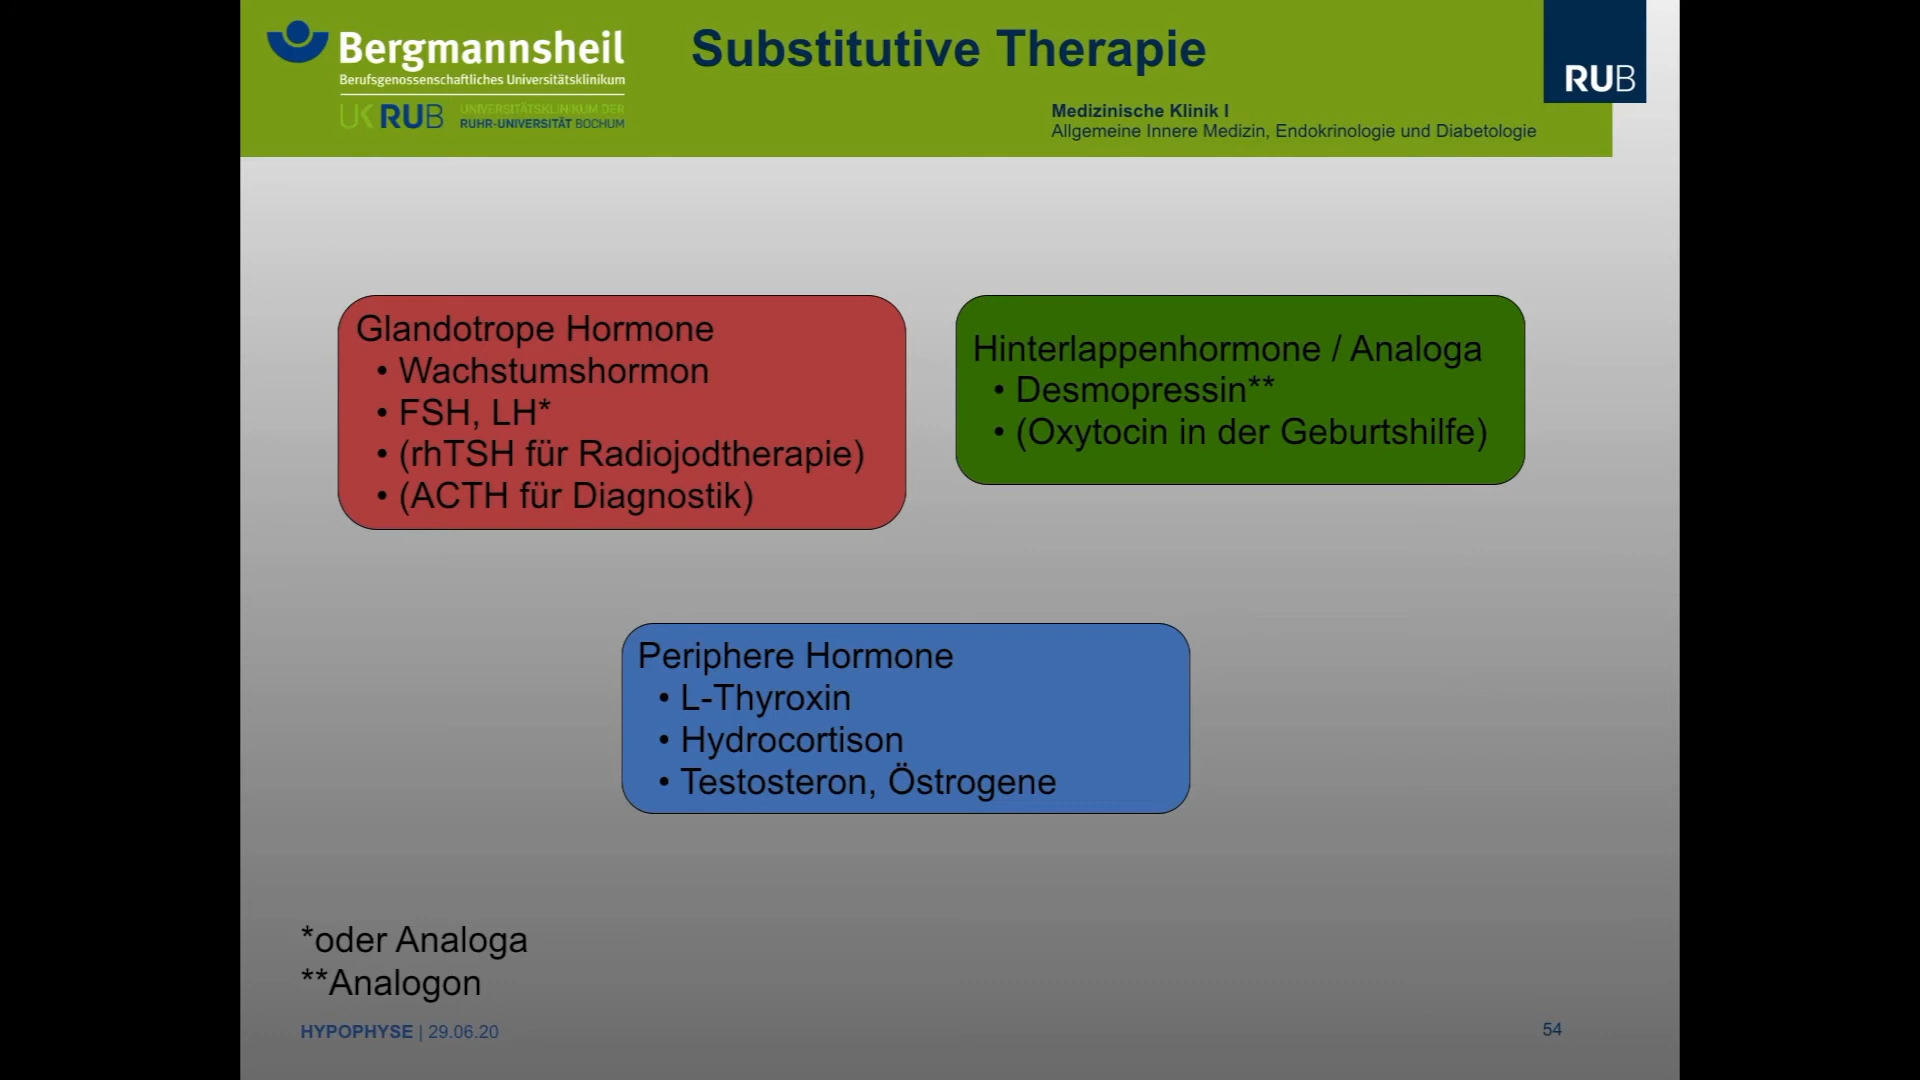 Bergmannsheil
Berufsgenossenschaftliches Universitätsklinikum
UK RUB UNIVERSITÄTSKLINIKUM DER
RUHR-UNIVERSITÄT BOCHUM
Substitutive Therapie
Medizinische Klinik I
Allgemeine Innere Medizin, Endokrinologie und Diabetologie
RUB
Glandotrope Hormone
• Wachstumshormon
• FSH, LH*
• (rhTSH für Radiojodtherapie)
• (ACTH für Diagnostik)
Hinterlappenhormone / Analoga
• Desmopressin**
• (Oxytocin in der Geburtshilfe)
Periphere Hormone
• L-Thyroxin
• Hydrocortison
• Testosteron, Östrogene
*oder Analoga
**Analogon
HYPOPHYSE | 29.06.20
54